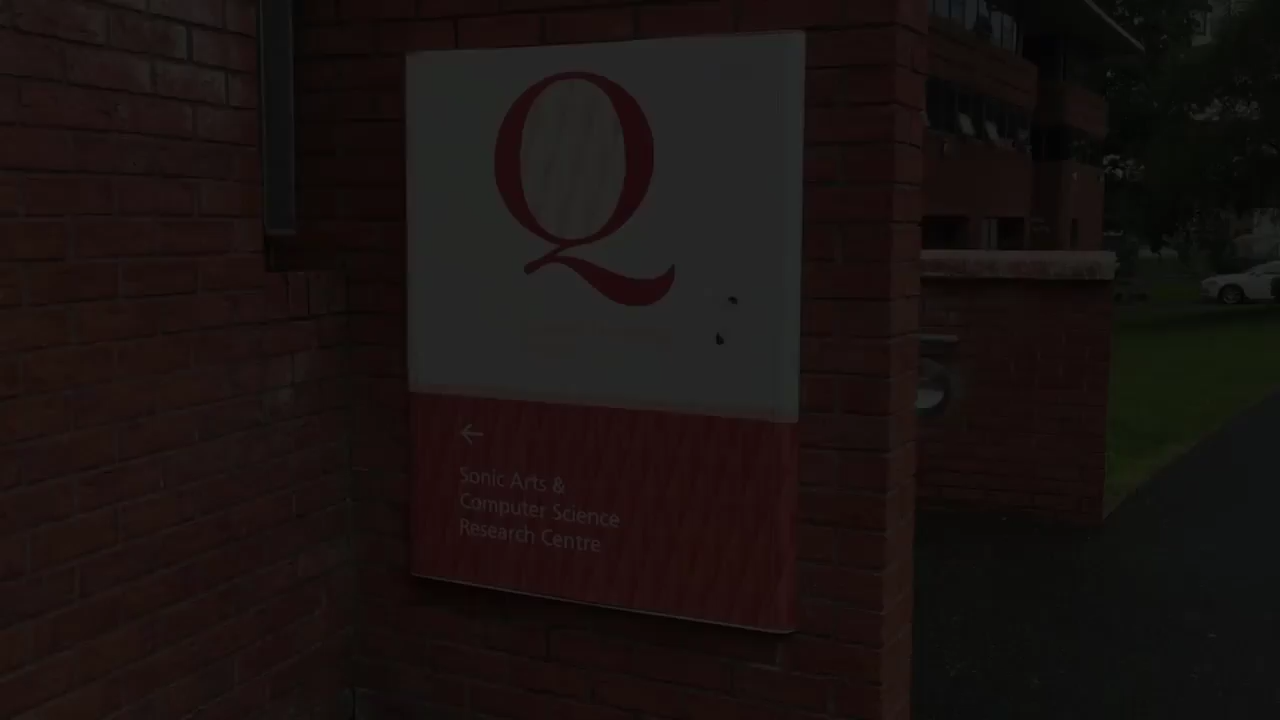 Q
←
Sonic Arts &
Computer Science
Research Centre